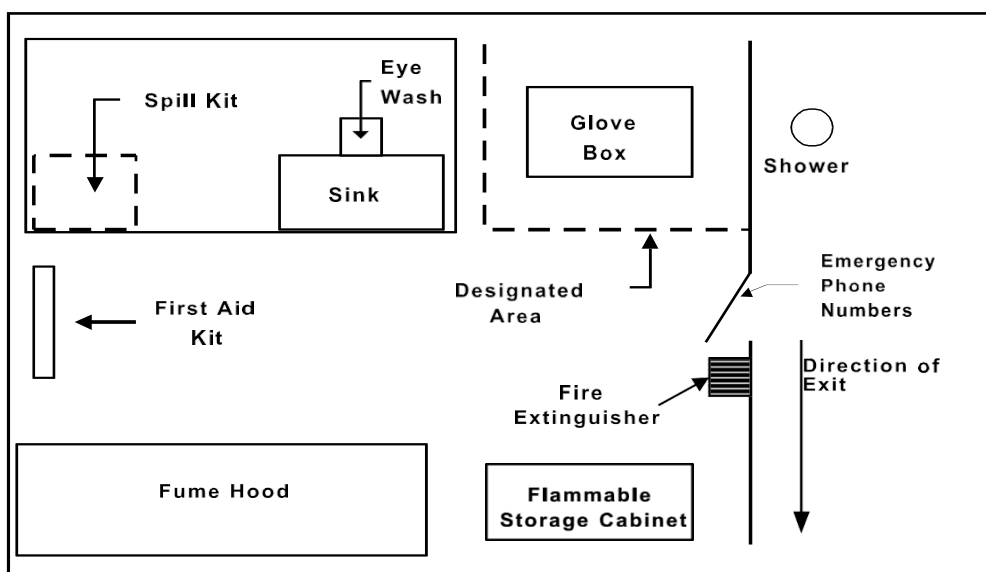 Spill Kit
Eye
Wash
Sink
Glove
Box
Shower
Designated
Area
Emergency
Phone
Numbers
First Aid
Kit
Fire
Extinguisher
Direction of
Exit
Fume Hood
Flammable
Storage Cabinet